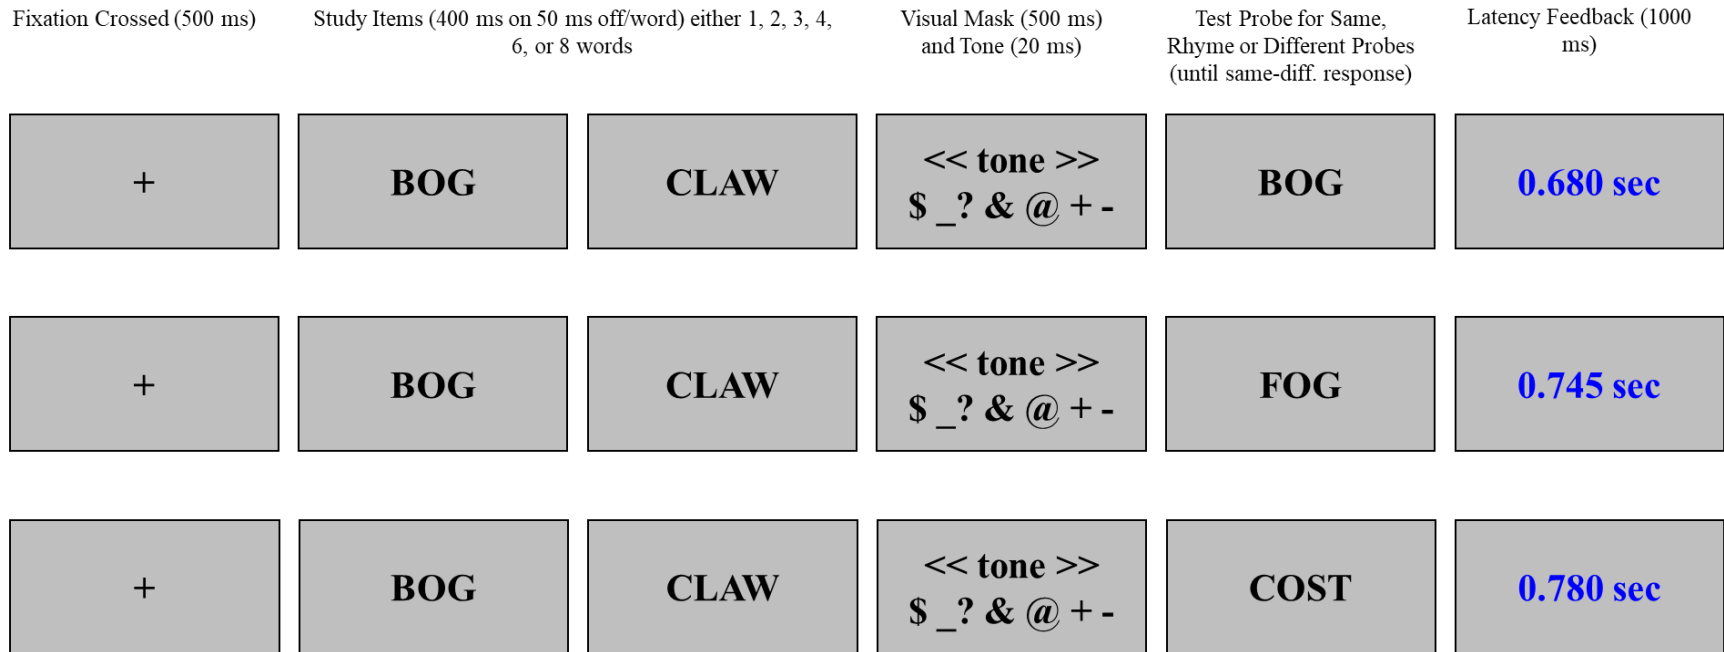 Fixation Crossed (500 ms)
Study Items (400 ms on 50 ms off/word) either 1, 2, 3, 4,
6, or 8 words
Visual Mask (500 ms)
and Tone (20 ms)
Test Probe for Same,
Rhyme or Different Probes
(until same-diff. response)
Latency Feedback (1000
ms)
+
BOG
CLAW
<< tone >>
$ _? & @ + -
BOG
0.680 sec
+
BOG
CLAW
<< tone >>
$ _? & @ + -
FOG
0.745 sec
+
BOG
CLAW
<< tone >>
$ _? & @ + -
COST
0.780 sec